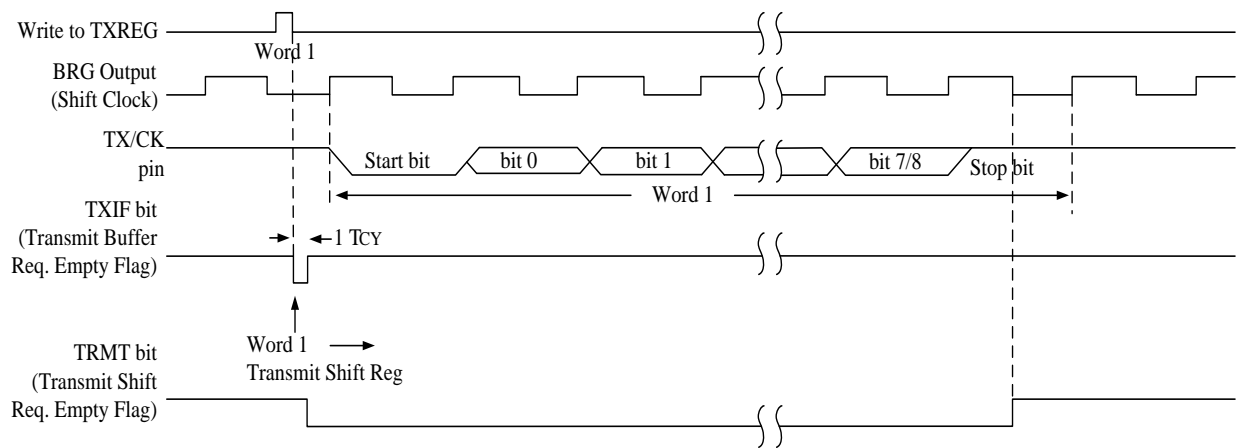 Write to TXREG
Word 1
BRG Output
(Shift Clock)
TX/CK
pin
Start bit
bit 0
bit 1
bit 7/8
Stop bit
Word 1
TXIF bit
(Transmit Buffer
Req. Empty Flag)
1 TCY
Word 1
Transmit Shift Reg
TRMT bit
(Transmit Shift
Req. Empty Flag)